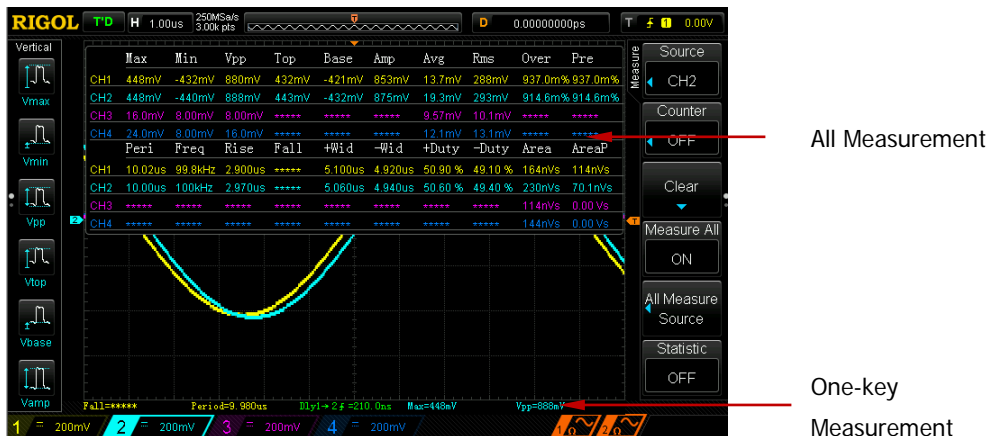 RIGOL T'D H 1.00us 250MSa/s 3.00k pts D 0.00000000ps T f 1 0.00V
Vertical
Vmax
Vmin
Vpp
Vtop
Vbase
Vamp
Max Min Vpp Top Base Amp Avg Rms Over Pre
CH1 448mV -432mV 880mV 432mV -421mV 853mV 13.7mV 288mV 937.0m% 937.0m%
CH2 448mV -440mV 888mV 443mV -432mV 875mV 19.3mV 293mV 914.6m% 914.6m%
CH3 16.0mV 8.00mV 8.00mV ***** ***** ***** 9.57mV 10.1mV ***** *****
CH4 24.0mV 8.00mV 16.0mV ***** ***** ***** 12.1mV 13.1mV ***** *****
Peri Freq Rise Fall +Wid -Wid +Duty -Duty Area AreaP
CH1 10.02us 99.8kHz 2.900us ***** 5.100us 4.920us 50.90 % 49.10 % 164nVs 114nVs
CH2 10.00us 100kHz 2.970us ***** 5.060us 4.940us 50.60 % 49.40 % 230nVs 70.1nVs
CH3 ***** ***** ***** ***** ***** ***** ***** ***** 114nVs 0.00 Vs
CH4 ***** ***** ***** ***** ***** ***** ***** ***** 144nVs 0.00 Vs
2
T
Measure
Source
CH2
Counter
OFF
Clear
Measure All
ON
All Measure
Source
Statistic
OFF
Fall=***** Period=9.980us Dly1→2f=210.0ns Max=448mV Vpp=888mV
1 = 200mV 2 = 200mV 3 = 200mV 4 = 200mV 1 2
All Measurement
One-key
Measurement